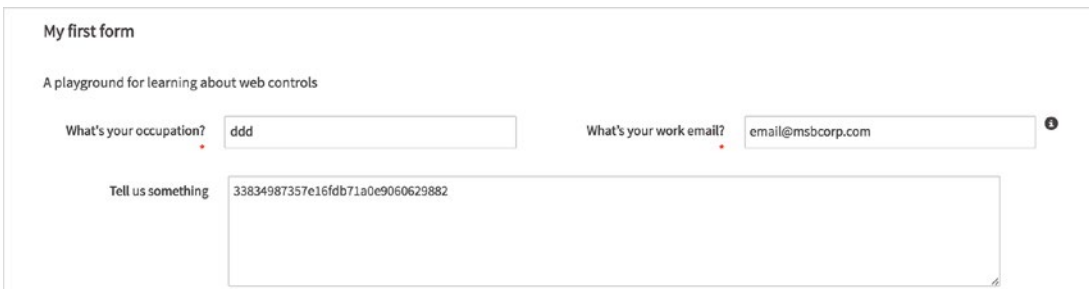 My first form
A playground for learning about web controls
What's your occupation? ddd What's your work email? email@msbcorp.com
* *
Tell us something 33834987357e16fdb71a0e9060629882